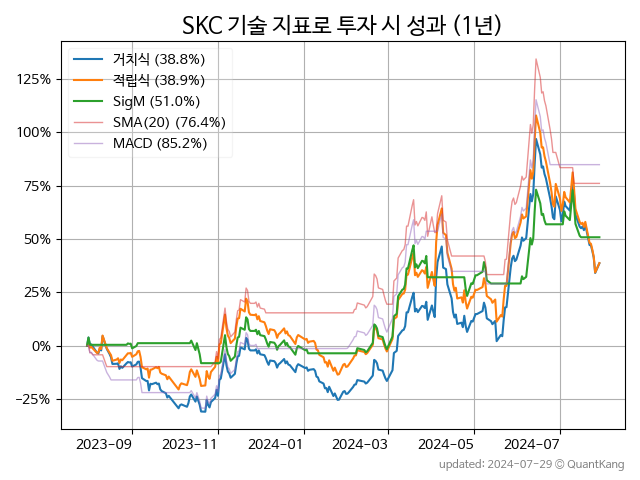 SKC 기술 지표로 투자 시 성과 (1년)
거치식 (38.8%)
적립식 (38.9%)
SigM (51.0%)
SMA(20) (76.4%)
MACD (85.2%)
125%
100%
75%
50%
25%
0%
−25%
2023-09 2023-11 2024-01 2024-03 2024-05 2024-07
updated: 2024-07-29 © QuantKang